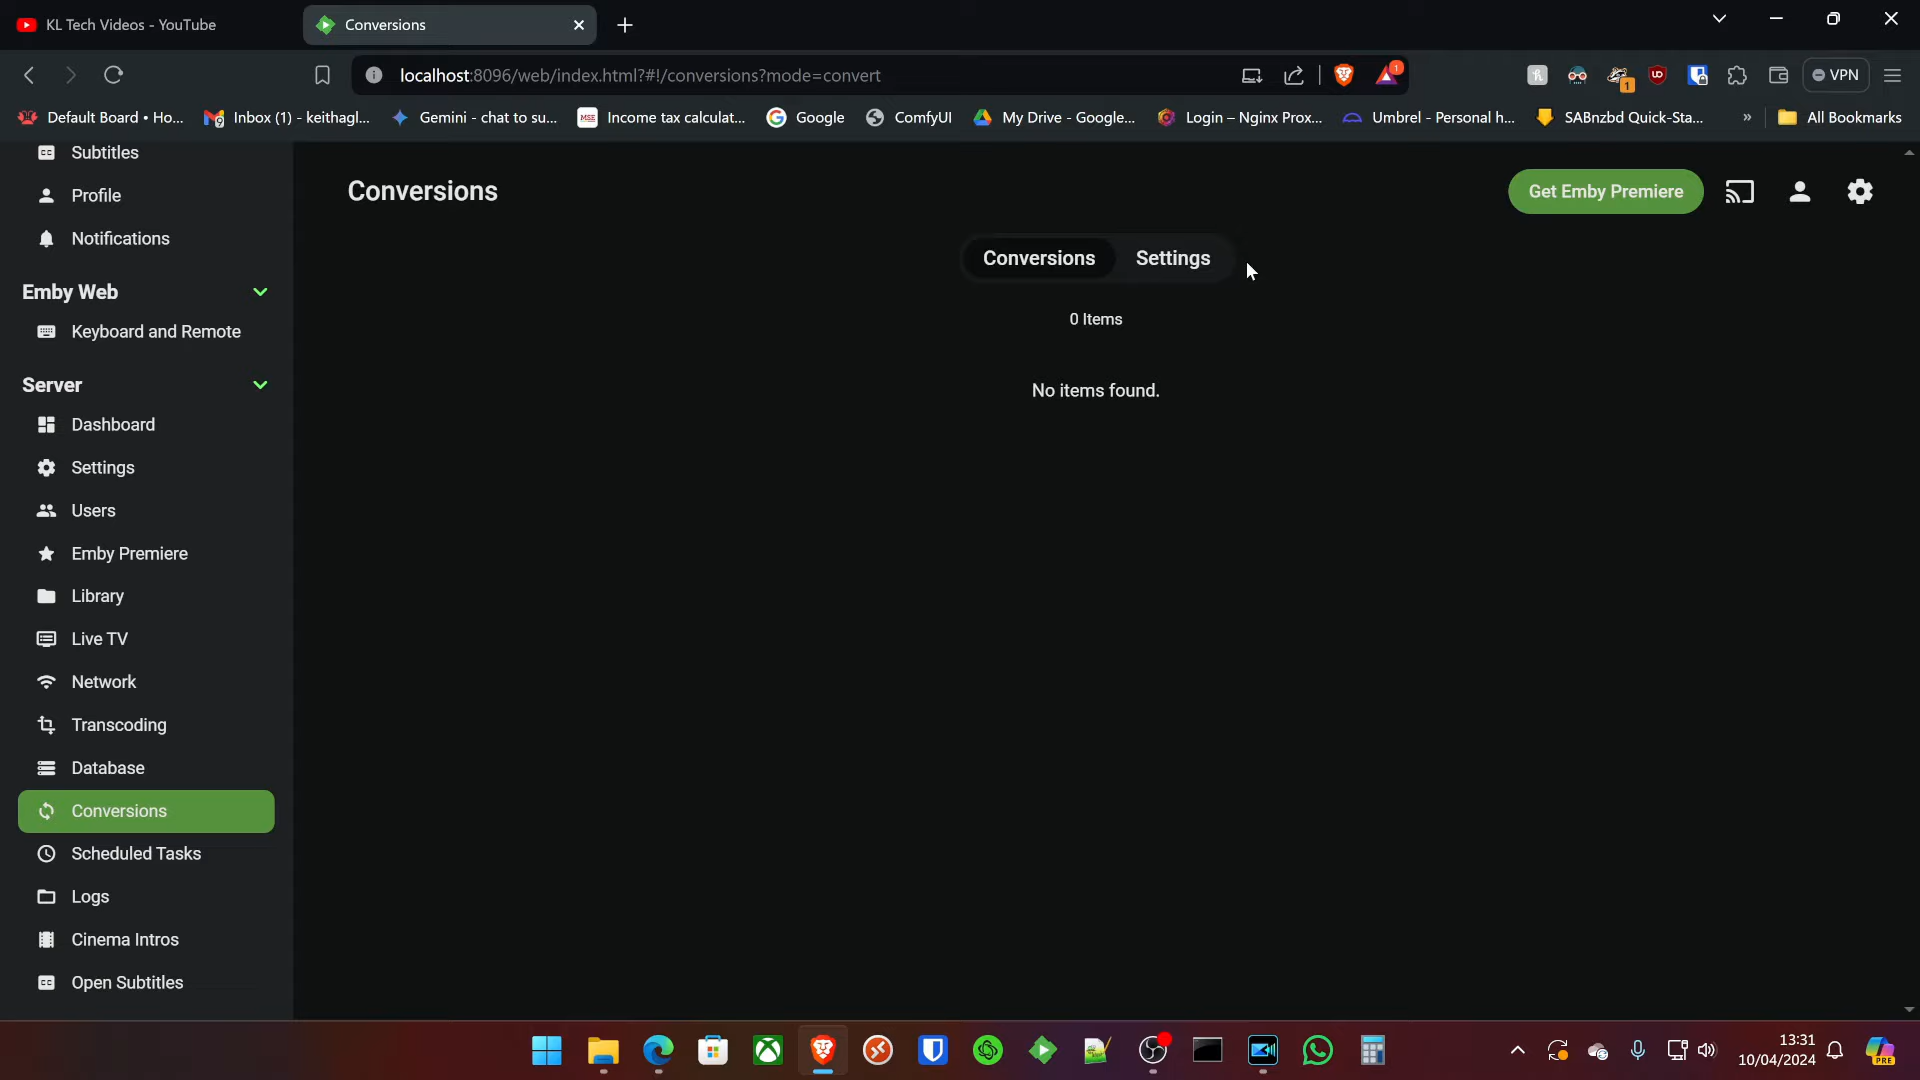 KL Tech Videos - YouTube
Conversions
localhost:8096/web/index.html?#!/conversions?mode=convert
1
1
VPN
Default Board • Ho...
Inbox (1) - keithagl...
Gemini - chat to su...
MSE Income tax calculat...
Google
ComfyUI
My Drive - Google...
Login – Nginx Prox...
Umbrel - Personal h...
SABnzbd Quick-Sta...
»
All Bookmarks
Subtitles
Profile
Notifications
Emby Web
Keyboard and Remote
Server
Dashboard
Settings
Users
Emby Premiere
Library
Live TV
Network
Transcoding
Database
Conversions
Scheduled Tasks
Logs
Cinema Intros
Open Subtitles
Conversions
Get Emby Premiere
Conversions
Settings
0 Items
No items found.
13:31
10/04/2024
PRE